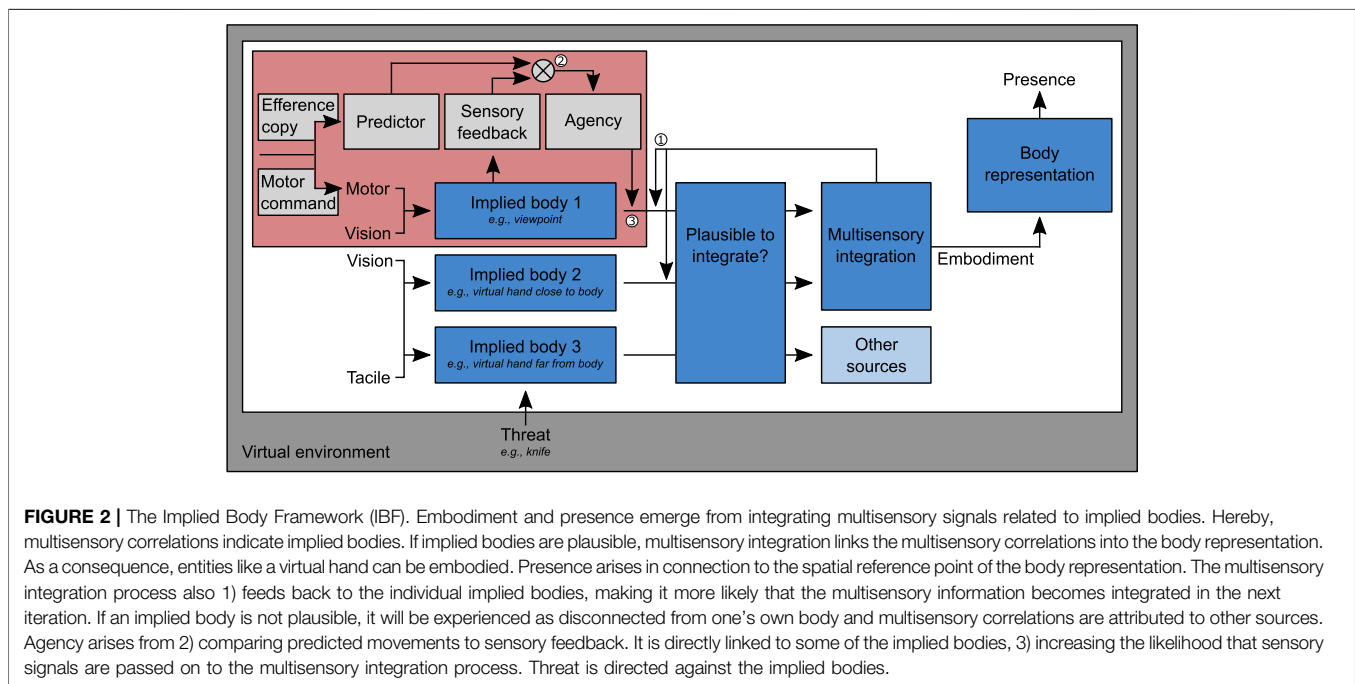 Efference
copy
Predictor
Sensory
feedback
②
Agency
Motor
command
Motor
Vision
Implied body 1
e.g., viewpoint
③
①
Vision
Tacile
Implied body 2
e.g., virtual hand close to body
Implied body 3
e.g., virtual hand far from body
Plausible to
integrate?
Multisensory
integration
Other
sources
Embodiment
Presence
Body
representation
Threat
e.g., knife
Virtual environment
FIGURE 2 | The Implied Body Framework (IBF). Embodiment and presence emerge from integrating multisensory signals related to implied bodies. Hereby,
multisensory correlations indicate implied bodies. If implied bodies are plausible, multisensory integration links the multisensory correlations into the body representation.
As a consequence, entities like a virtual hand can be embodied. Presence arises in connection to the spatial reference point of the body representation. The multisensory
integration process also 1) feeds back to the individual implied bodies, making it more likely that the multisensory information becomes integrated in the next
iteration. If an implied body is not plausible, it will be experienced as disconnected from one's own body and multisensory correlations are attributed to other sources.
Agency arises from 2) comparing predicted movements to sensory feedback. It is directly linked to some of the implied bodies, 3) increasing the likelihood that sensory
signals are passed on to the multisensory integration process. Threat is directed against the implied bodies.